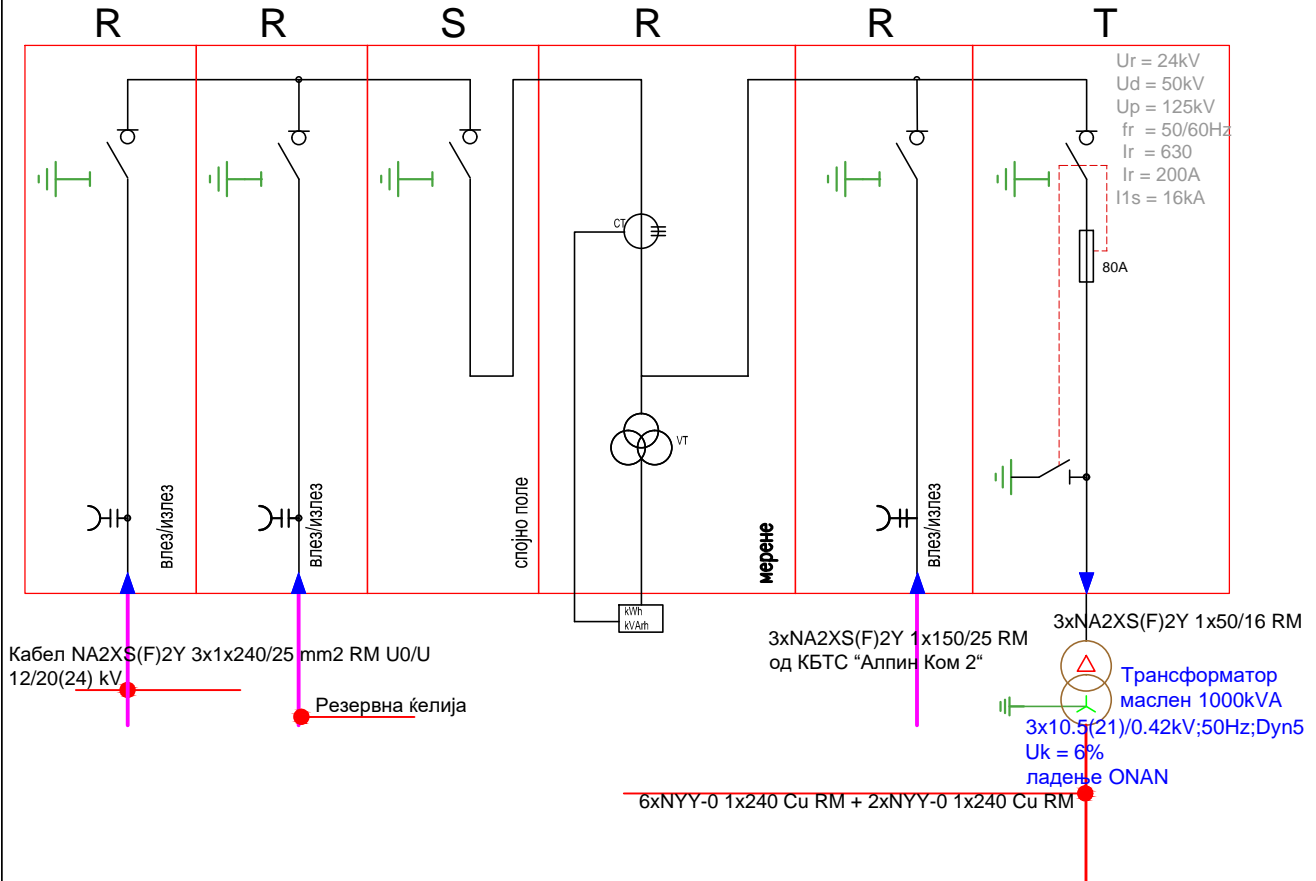 R
R
S
R
R
T
Ur = 24kV
Ud = 50kV
Up = 125kV
fr = 50/60Hz
Ir = 630
Ir = 200A
I1s = 16kA
CT
80A
VT
влез/излез
влез/излез
спојно поле
мерене
влез/излез
kWh
kVArh
Кабел NA2XS(F)2Y 3x1x240/25 mm2 RM U0/U
12/20(24) kV
Резервна ќелија
3xNA2XS(F)2Y 1x150/25 RM
од КБТС “Алпин Ком 2“
3xNA2XS(F)2Y 1x50/16 RM
Трансформатор
маслен 1000kVA
3x10.5(21)/0.42kV;50Hz;Dyn5
Uk = 6%
ладење ONAN
6xNYY-0 1x240 Cu RM + 2xNYY-0 1x240 Cu RM